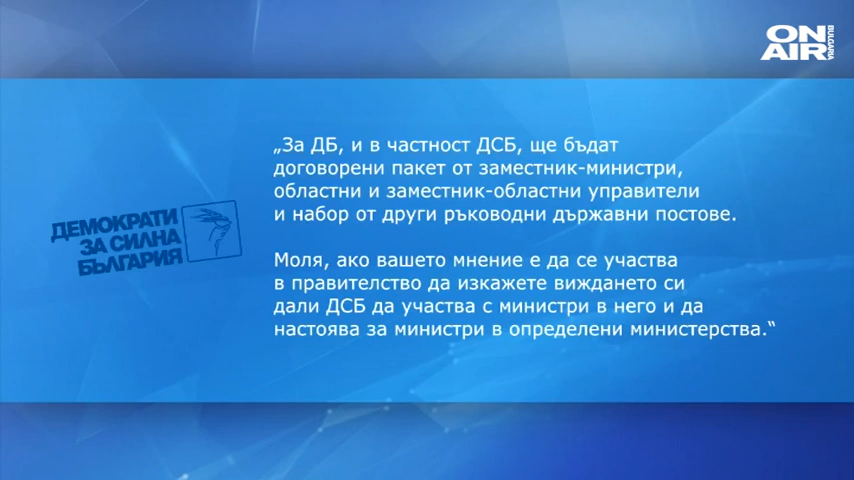 ON
AIR
BULGARIA
„За ДБ, и в частност ДСБ, ще бъдат
договорени пакет от заместник-министри,
областни и заместник-областни управители
и набор от други ръководни държавни постове.
ДЕМОКРАТИ
ЗА СИЛНА
БЪЛГАРИЯ
Моля, ако вашето мнение е да се участва
в правителство да изкажете виждането си
дали ДСБ да участва с министри в него и да
настоява за министри в определени министерства.“